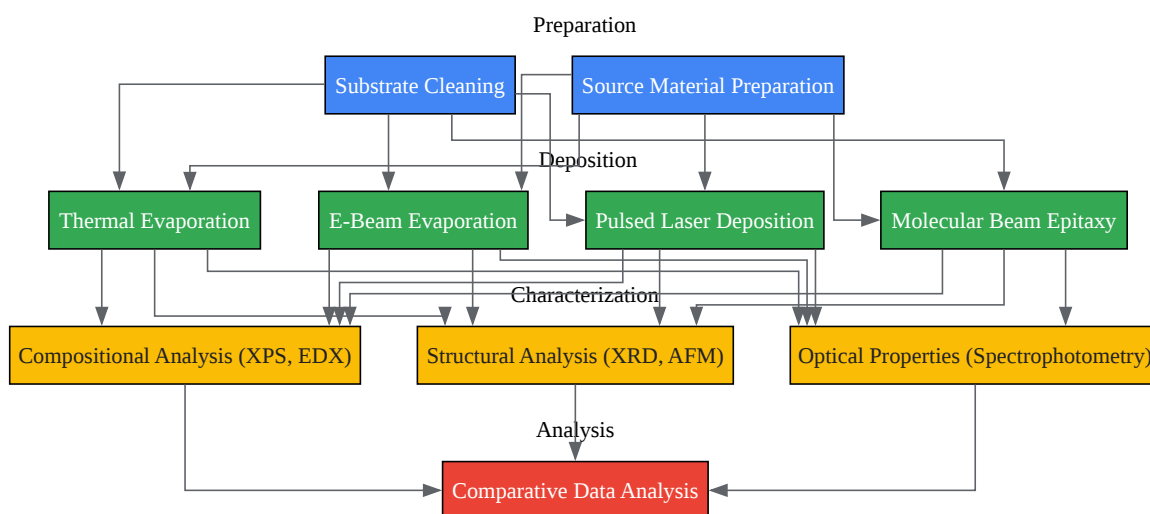 Preparation
Substrate Cleaning
Source Material Preparation
Deposition
Thermal Evaporation
E-Beam Evaporation
Pulsed Laser Deposition
Molecular Beam Epitaxy
Characterization
Compositional Analysis (XPS, EDX)
Structural Analysis (XRD, AFM)
Optical Properties (Spectrophotometry)
Analysis
Comparative Data Analysis